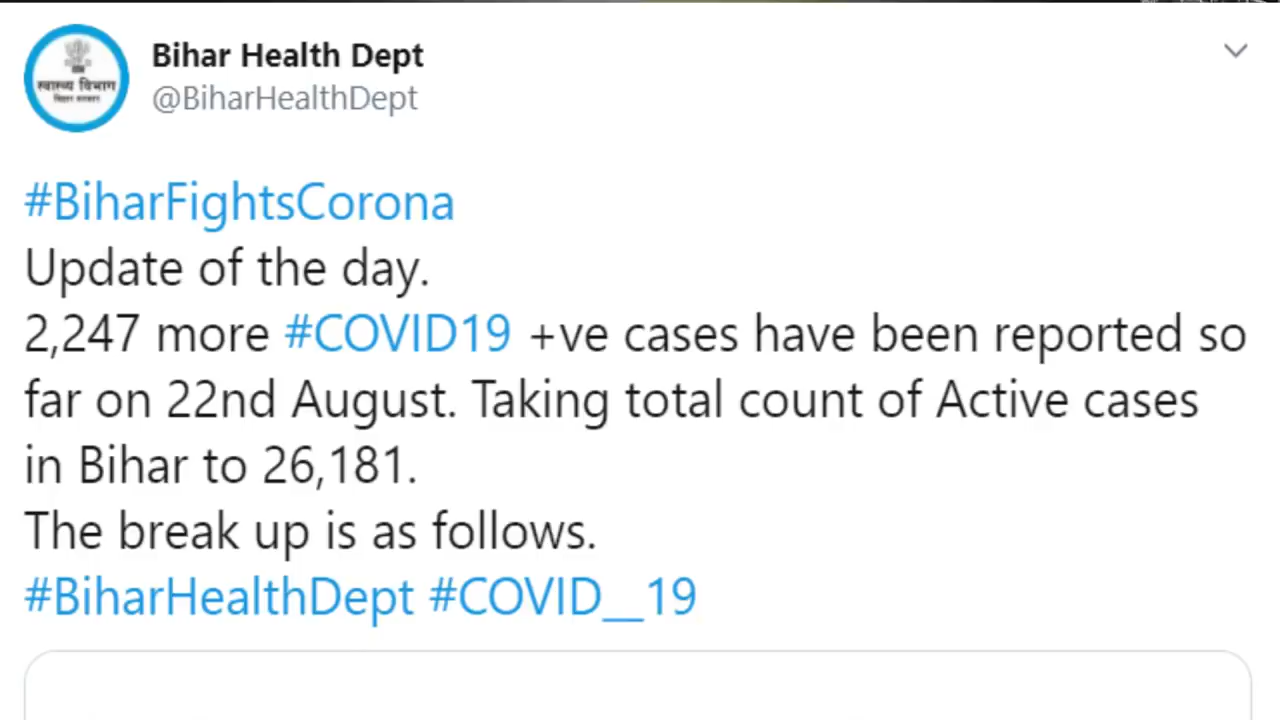 स्वास्थ्य विभाग
बिहार सरकार
Bihar Health Dept
@BiharHealthDept
#BiharFightsCorona
Update of the day.
2,247 more #COVID19 +ve cases have been reported so
far on 22nd August. Taking total count of Active cases
in Bihar to 26,181.
The break up is as follows.
#BiharHealthDept #COVID__19